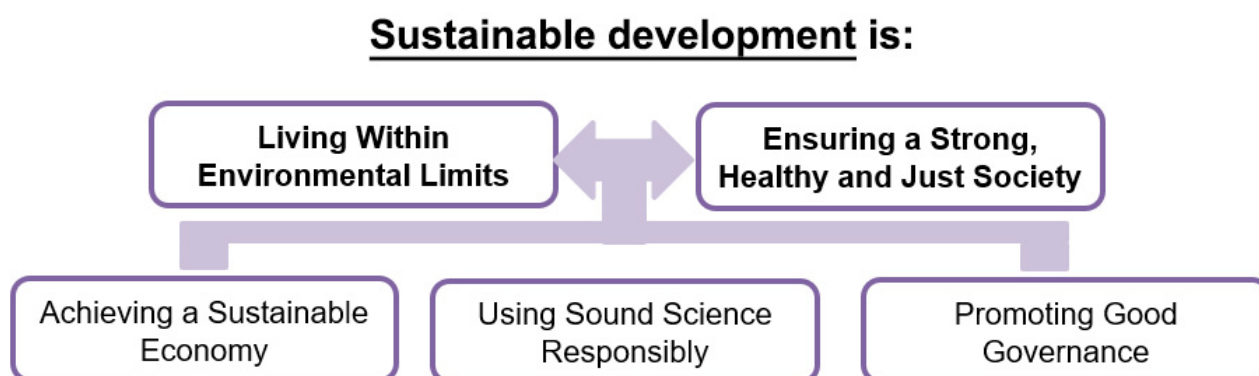 Sustainable development is:
Living Within
Environmental Limits
Ensuring a Strong,
Healthy and Just Society
Achieving a Sustainable
Economy
Using Sound Science
Responsibly
Promoting Good
Governance